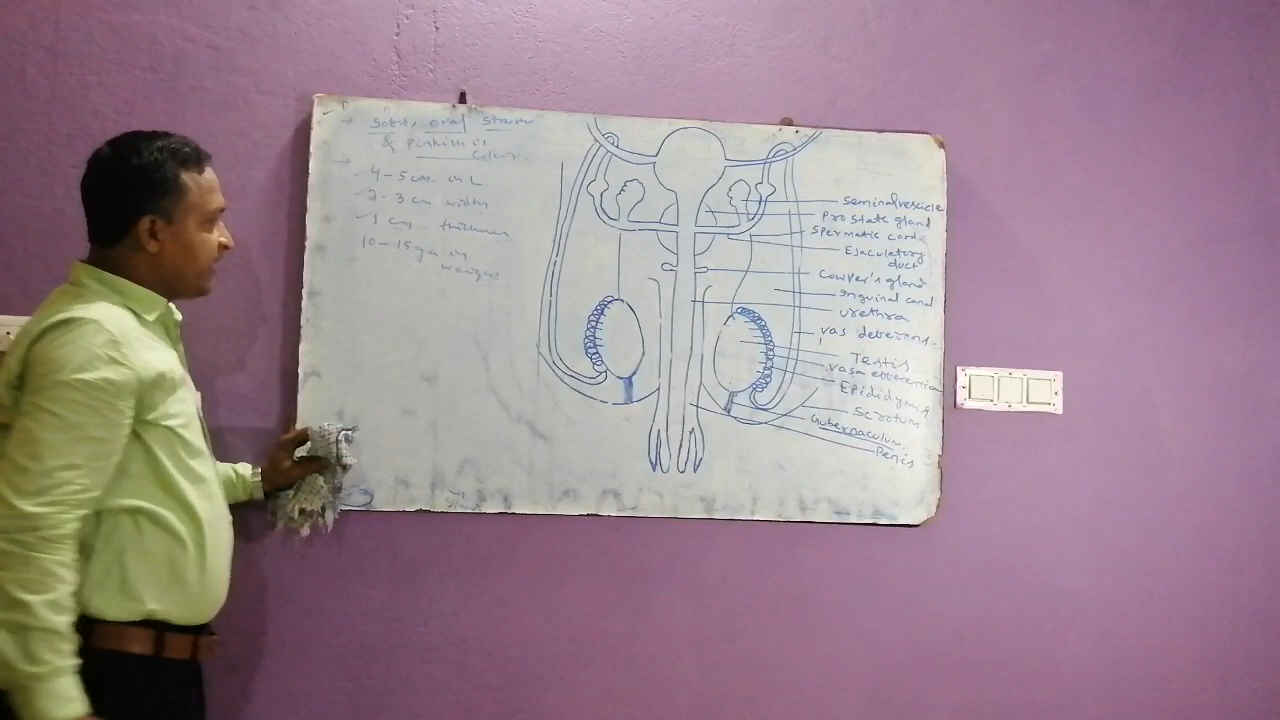 → Soft, oval struc
& pinkish in
colour.
→ 4-5 cm. in L
2-3 cm width
1 cm. thickness
10-15 gm in
weight
seminal vesicle
Prostate gland
Spermatic cord
Ejaculatory
duct
Cowper's gland
Inguinal canal
urethra
vas deferens.
Testis
vasa efferentia
Epididymis
Scrotum
Gubernaculum
Penis